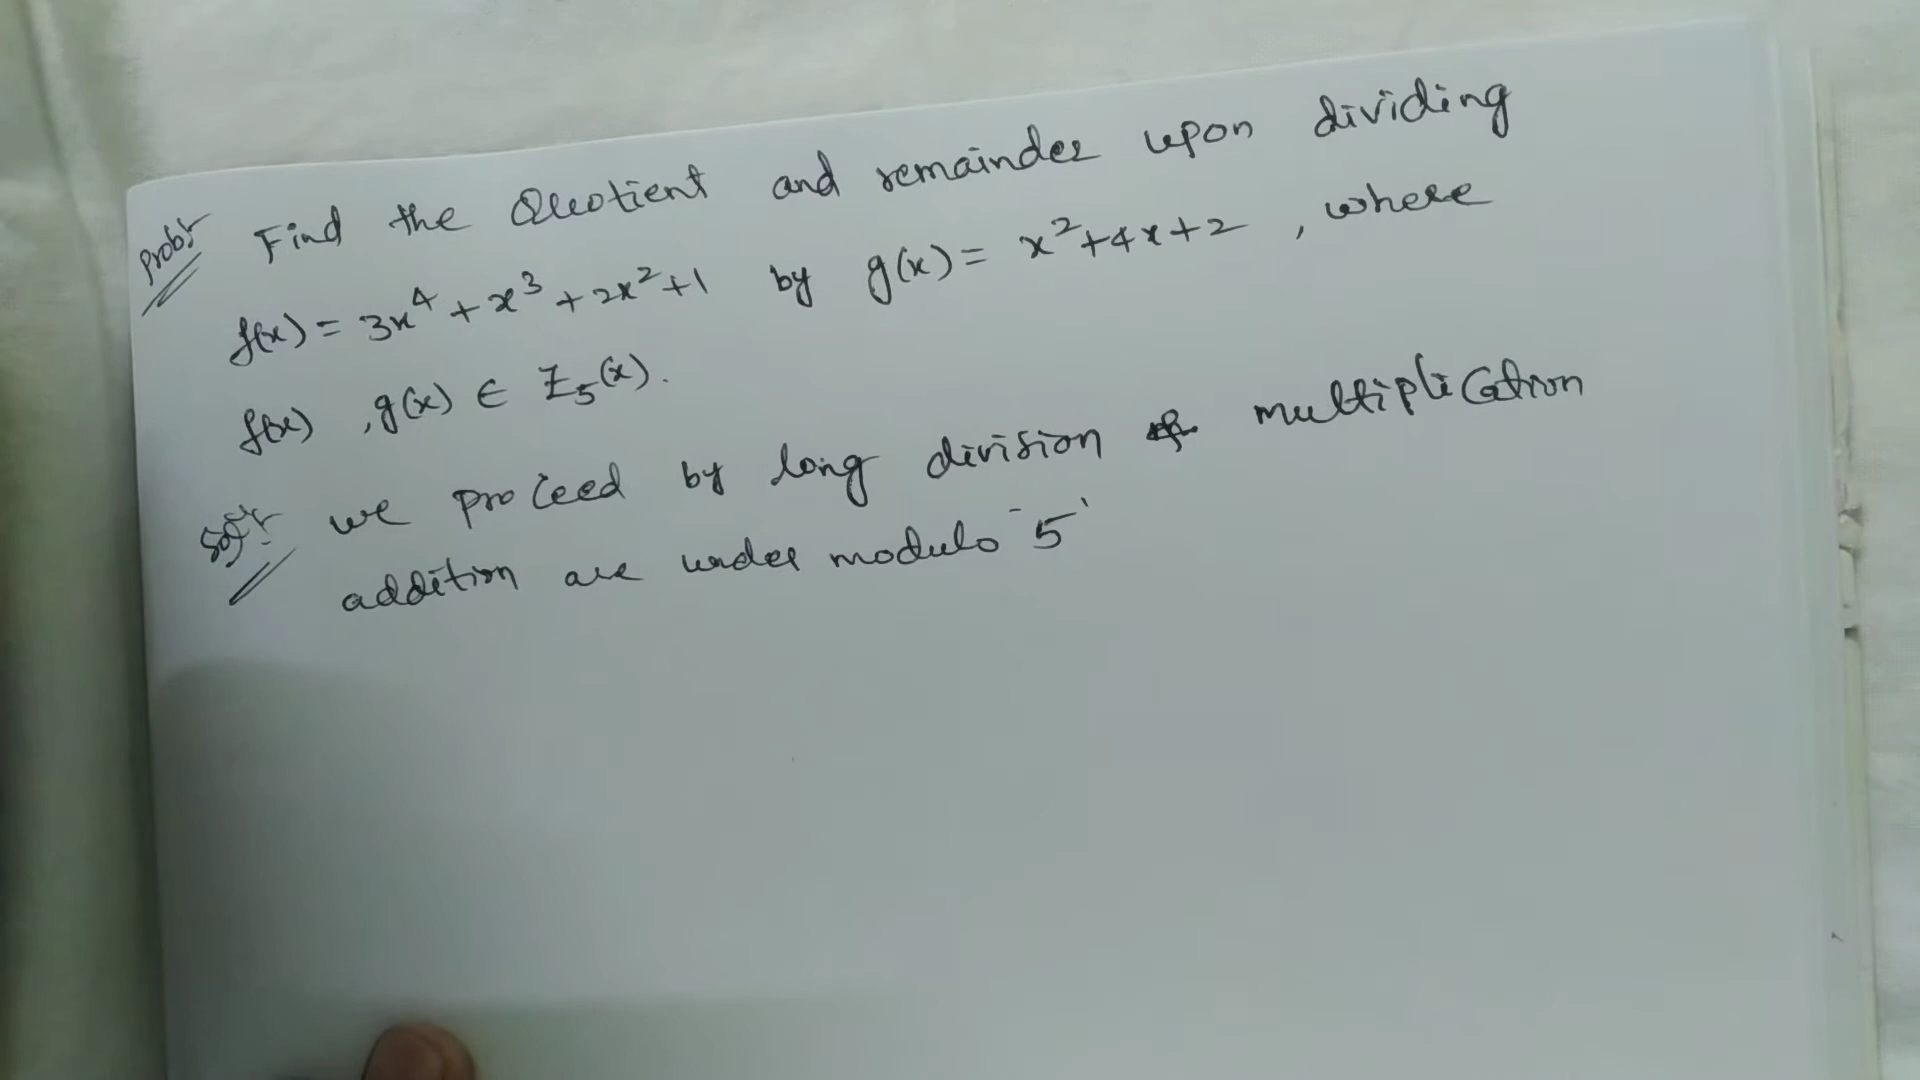 Prob:- Find the Quotient and remainder upon dividing
f(x) = 3x⁴ + x³ + 2x² + 1 by g(x) = x² + 4x + 2 , where
f(x) , g(x) ∈ Z₅(x).
Sol:- we proceed by long division multiplication
addition are under modulo '5'